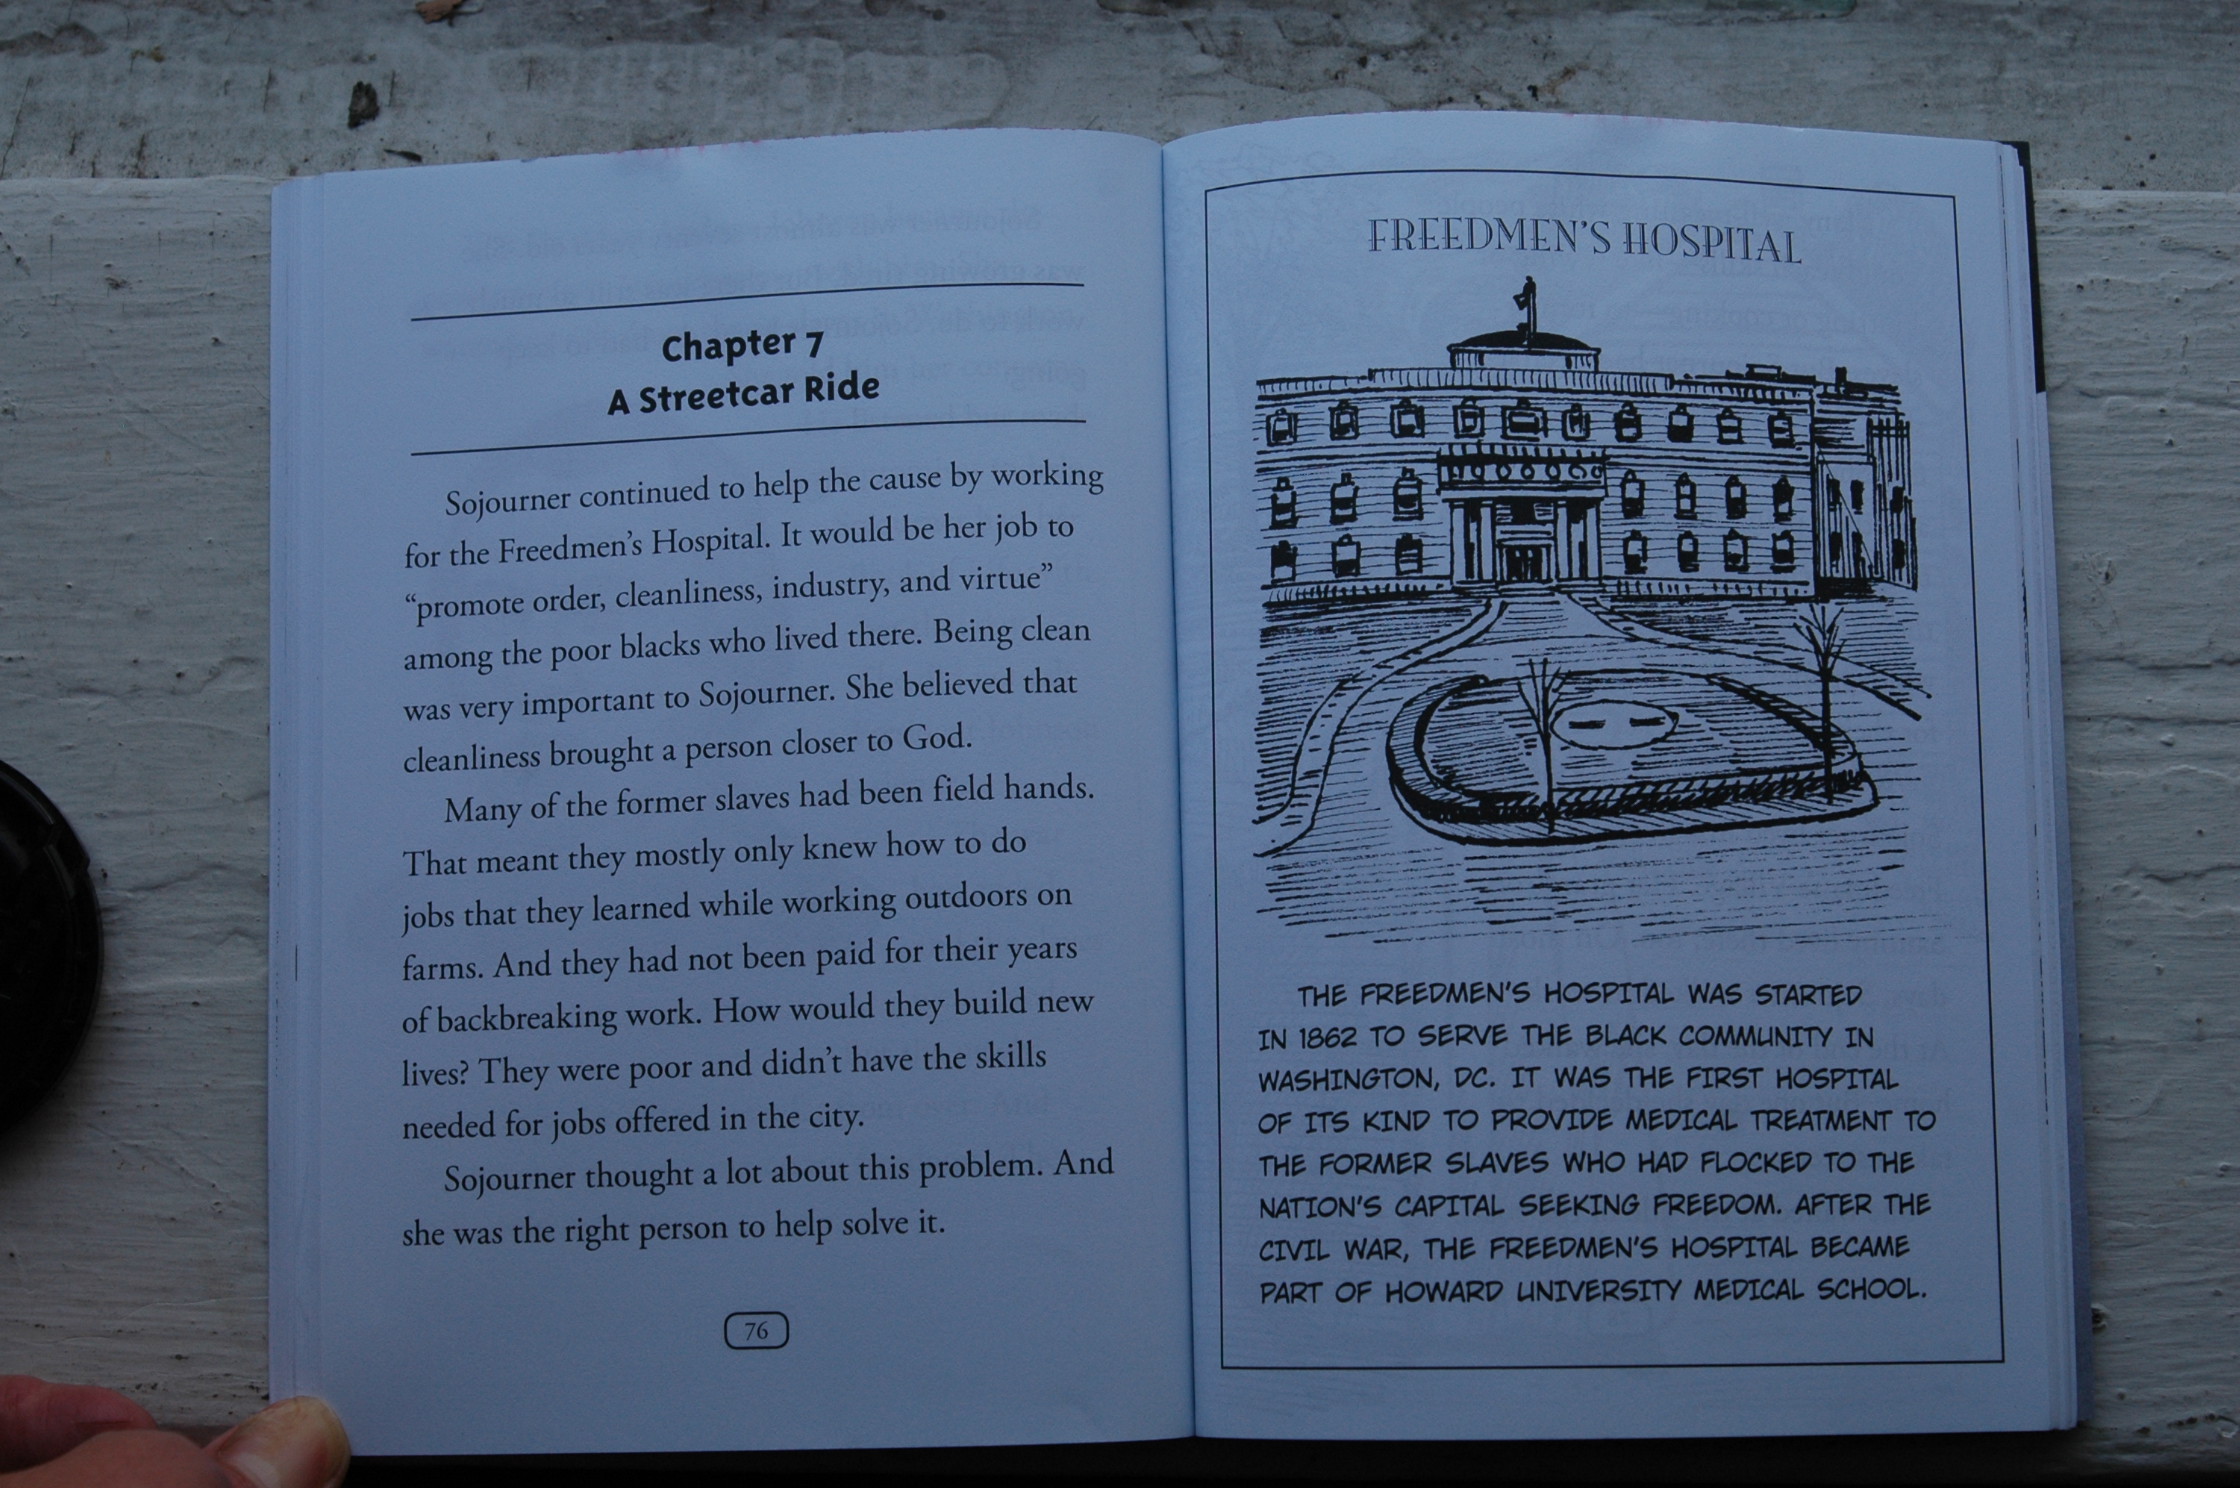 Chapter 7
A Streetcar Ride
Sojourner continued to help the cause by working
for the Freedmen’s Hospital. It would be her job to
“promote order, cleanliness, industry, and virtue”
among the poor blacks who lived there. Being clean
was very important to Sojourner. She believed that
cleanliness brought a person closer to God.
Many of the former slaves had been field hands.
That meant they mostly only knew how to do
jobs that they learned while working outdoors on
farms. And they had not been paid for their years
of backbreaking work. How would they build new
lives? They were poor and didn’t have the skills
needed for jobs offered in the city.
Sojourner thought a lot about this problem. And
she was the right person to help solve it.
76
FREEDMEN’S HOSPITAL
THE FREEDMEN’S HOSPITAL WAS STARTED
IN 1862 TO SERVE THE BLACK COMMUNITY IN
WASHINGTON, DC. IT WAS THE FIRST HOSPITAL
OF ITS KIND TO PROVIDE MEDICAL TREATMENT TO
THE FORMER SLAVES WHO HAD FLOCKED TO THE
NATION’S CAPITAL SEEKING FREEDOM. AFTER THE
CIVIL WAR, THE FREEDMEN’S HOSPITAL BECAME
PART OF HOWARD UNIVERSITY MEDICAL SCHOOL.